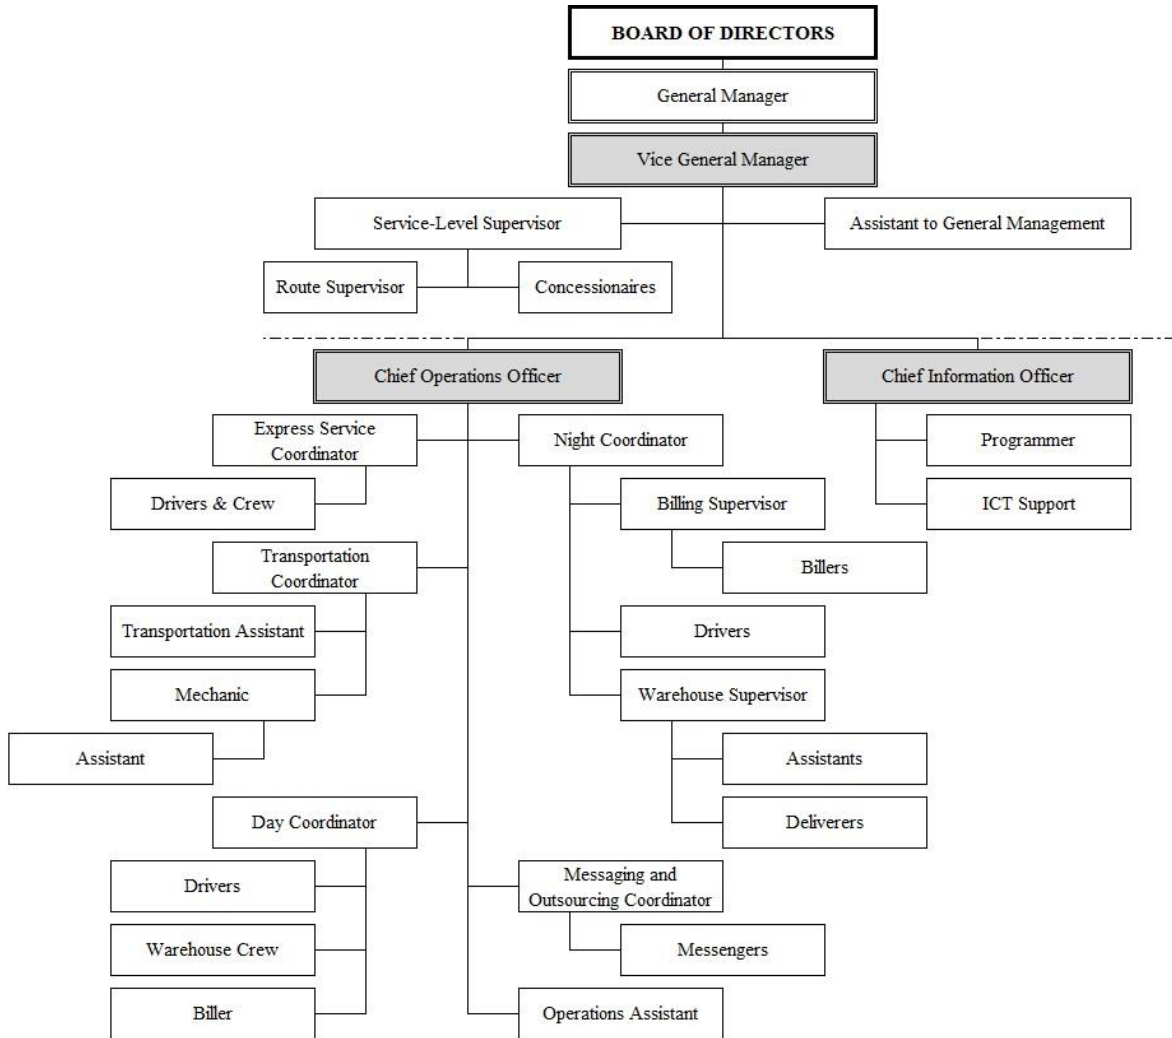 BOARD OF DIRECTORS
General Manager
Vice General Manager
Service-Level Supervisor
Assistant to General Management
Route Supervisor
Concessionaires
Chief Operations Officer
Chief Information Officer
Express Service
Coordinator
Night Coordinator
Programmer
Drivers & Crew
Billing Supervisor
ICT Support
Transportation
Coordinator
Billers
Transportation Assistant
Drivers
Mechanic
Warehouse Supervisor
Assistant
Assistants
Day Coordinator
Deliverers
Drivers
Messaging and
Outsourcing Coordinator
Warehouse Crew
Messengers
Biller
Operations Assistant